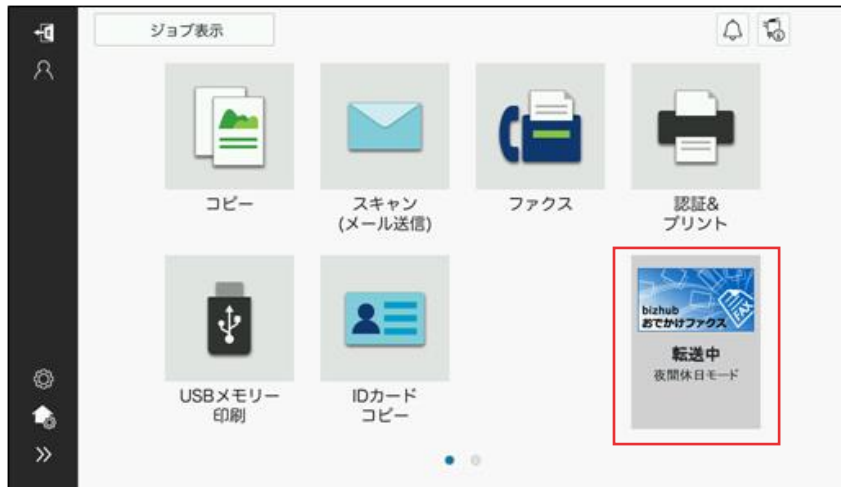 ジョブ表示
コピー
スキャン
(メール送信)
ファクス
認証&
プリント
USBメモリー
印刷
IDカード
コピー
bizhub
おでかけファクス
FAX
転送中
夜間休日モード